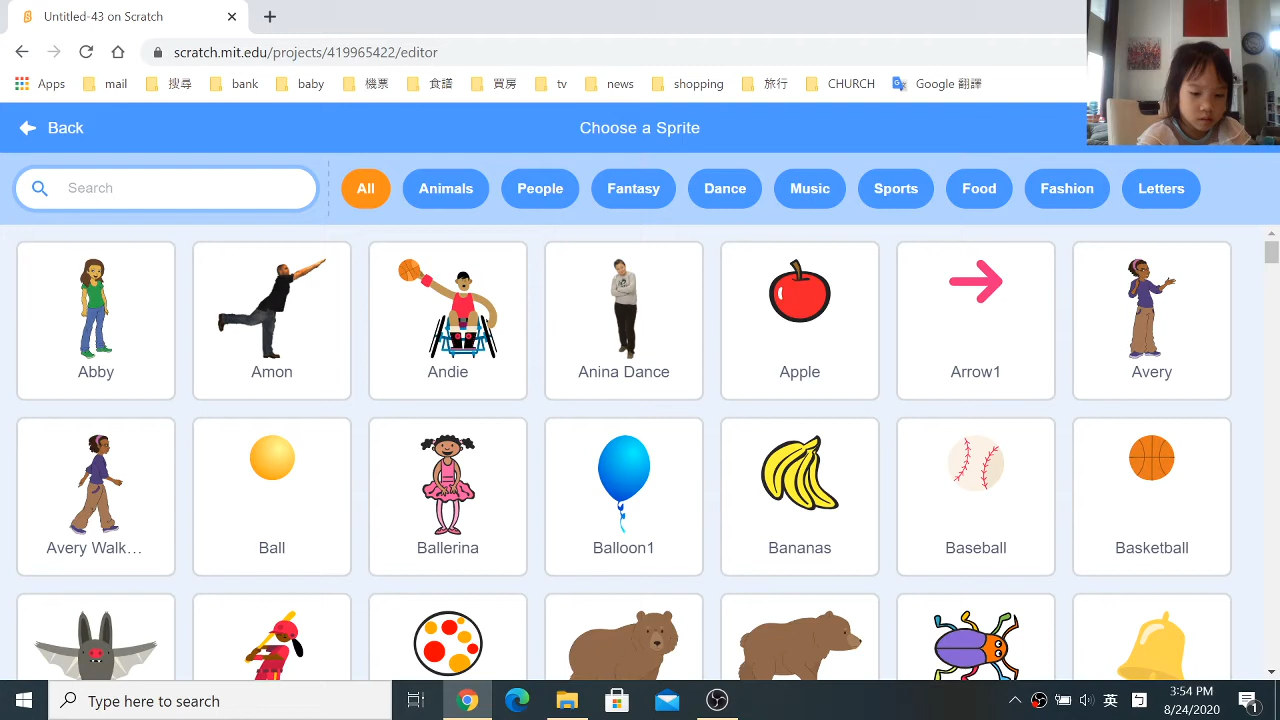 Untitled-43 on Scratch
scratch.mit.edu/projects/419965422/editor
Apps mail 搜尋 bank baby 機票 食譜 買房 tv news shopping 旅行 CHURCH Google 翻譯
Back Choose a Sprite
Search All Animals People Fantasy Dance Music Sports Food Fashion Letters
Abby Amon Andie Anina Dance Apple Arrow1 Avery
Avery Walk... Ball Ballerina Balloon1 Bananas Baseball Basketball
Type here to search 英 3:54 PM
8/24/2020 1